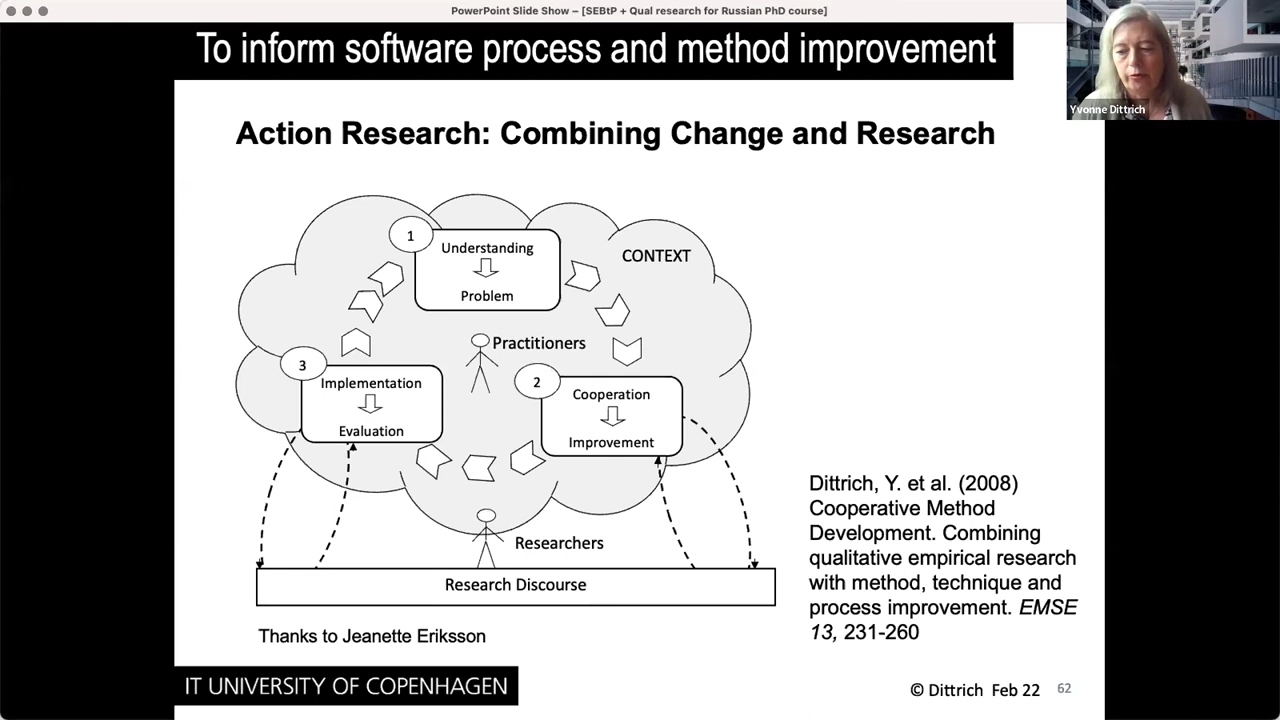 PowerPoint Slide Show – [SEBtP + Qual research for Russian PhD course]
To inform software process and method improvement
Yvonne Dittrich
Action Research: Combining Change and Research
1
Understanding
Problem
CONTEXT
Practitioners
3
Implementation
Evaluation
2
Cooperation
Improvement
Researchers
Research Discourse
Dittrich, Y. et al. (2008)
Cooperative Method
Development. Combining
qualitative empirical research
with method, technique and
process improvement. EMSE
13, 231-260
Thanks to Jeanette Eriksson
IT UNIVERSITY OF COPENHAGEN
© Dittrich Feb 22
62